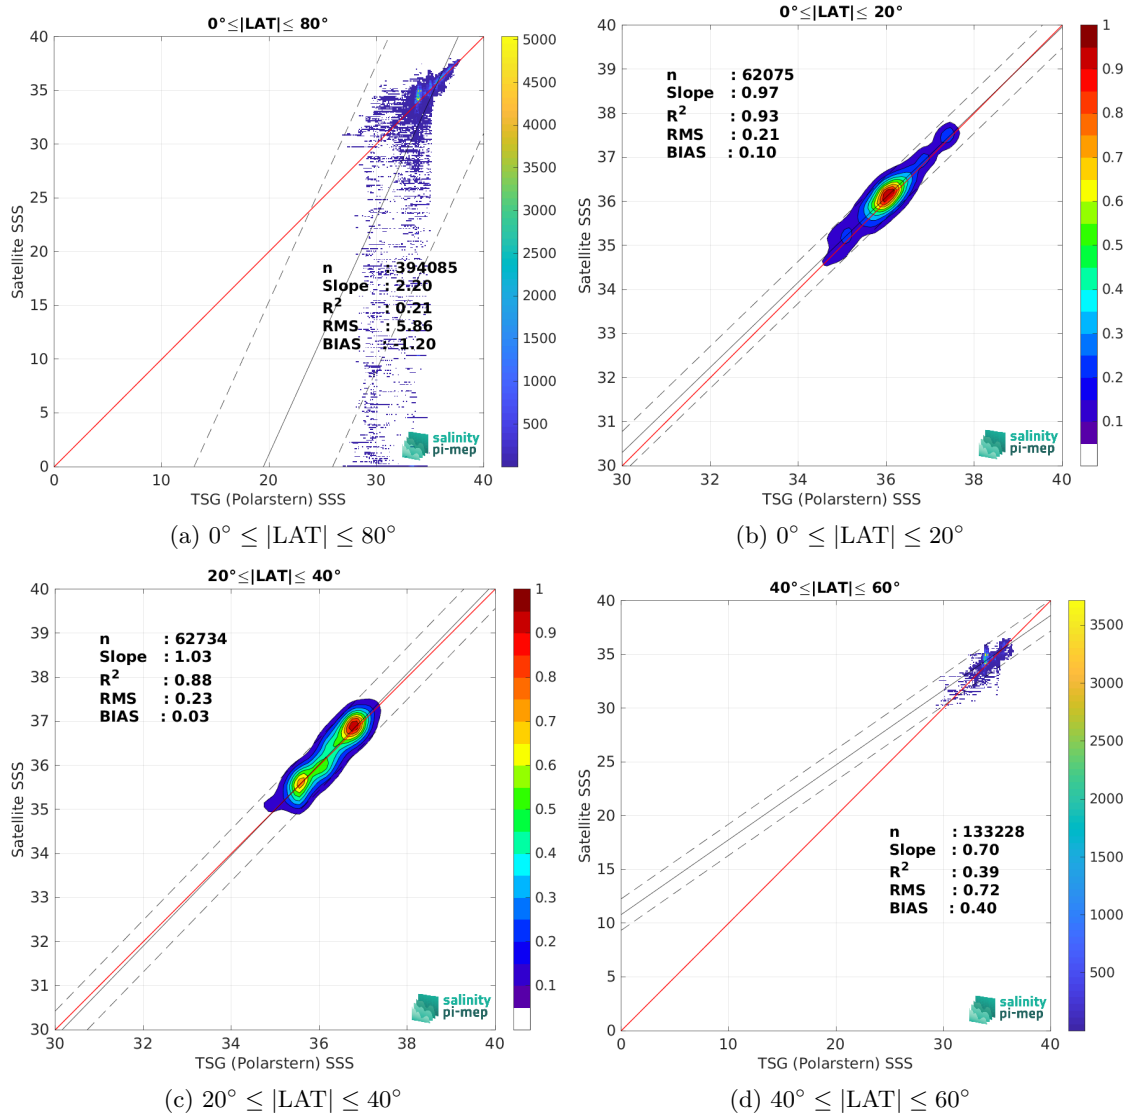 0°≤|LAT|≤ 80°
40
35
30
25
20
15
10
5
0
Satellite SSS
n : 394085
Slope : 2.20
R² : 0.21
RMS : 5.86
BIAS : -1.20
salinity
pi-mep
0 10 20 30 40
TSG (Polarstern) SSS
5000
4500
4000
3500
3000
2500
2000
1500
1000
500
(a) 0° ≤ |LAT| ≤ 80°
0°≤|LAT|≤ 20°
40
39
38
37
36
35
34
33
32
31
30
Satellite SSS
n : 62075
Slope : 0.97
R² : 0.93
RMS : 0.21
BIAS : 0.10
salinity
pi-mep
30 32 34 36 38 40
TSG (Polarstern) SSS
1
0.9
0.8
0.7
0.6
0.5
0.4
0.3
0.2
0.1
(b) 0° ≤ |LAT| ≤ 20°
20°≤|LAT|≤ 40°
40
39
38
37
36
35
34
33
32
31
30
Satellite SSS
n : 62734
Slope : 1.03
R² : 0.88
RMS : 0.23
BIAS : 0.03
salinity
pi-mep
30 32 34 36 38 40
TSG (Polarstern) SSS
1
0.9
0.8
0.7
0.6
0.5
0.4
0.3
0.2
0.1
(c) 20° ≤ |LAT| ≤ 40°
40°≤|LAT|≤ 60°
40
35
30
25
20
15
10
5
0
Satellite SSS
n : 133228
Slope : 0.70
R² : 0.39
RMS : 0.72
BIAS : 0.40
salinity
pi-mep
0 10 20 30 40
TSG (Polarstern) SSS
3500
3000
2500
2000
1500
1000
500
(d) 40° ≤ |LAT| ≤ 60°